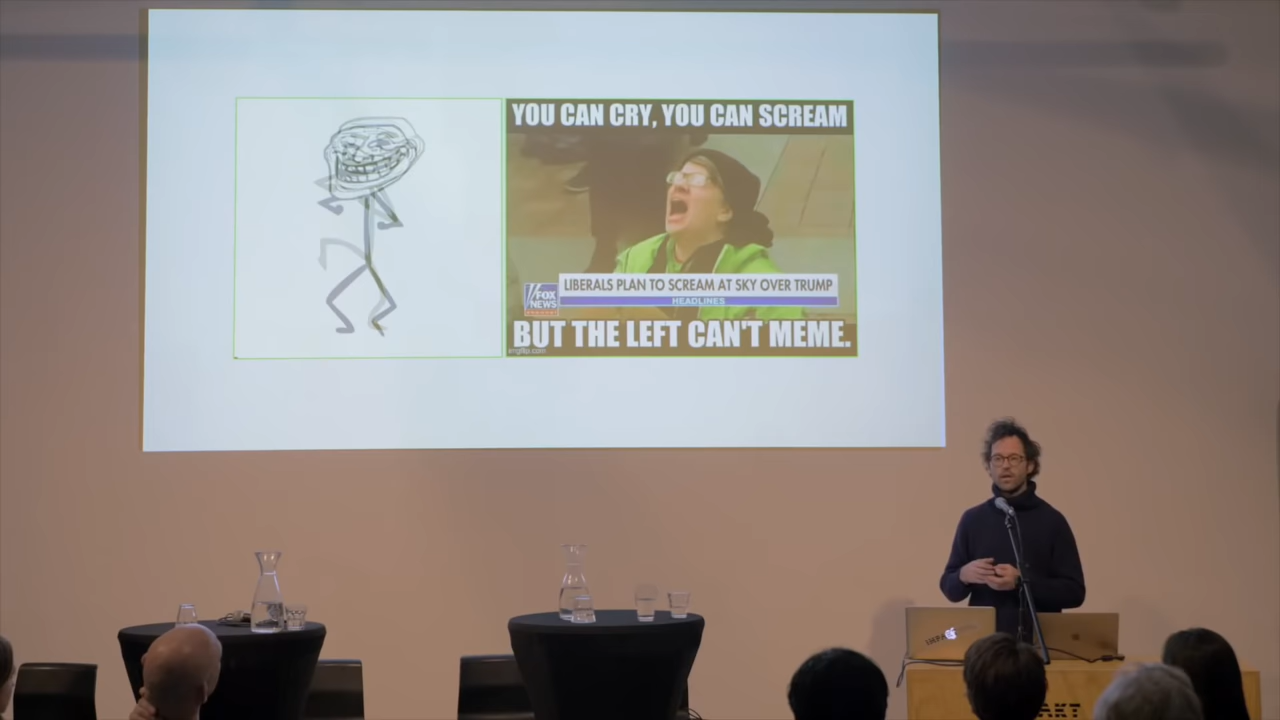 YOU CAN CRY, YOU CAN SCREAM
LIBERALS PLAN TO SCREAM AT SKY OVER TRUMP
FOX
NEWS
HEADLINES
BUT THE LEFT CAN'T MEME.
imgflip.com
AKT